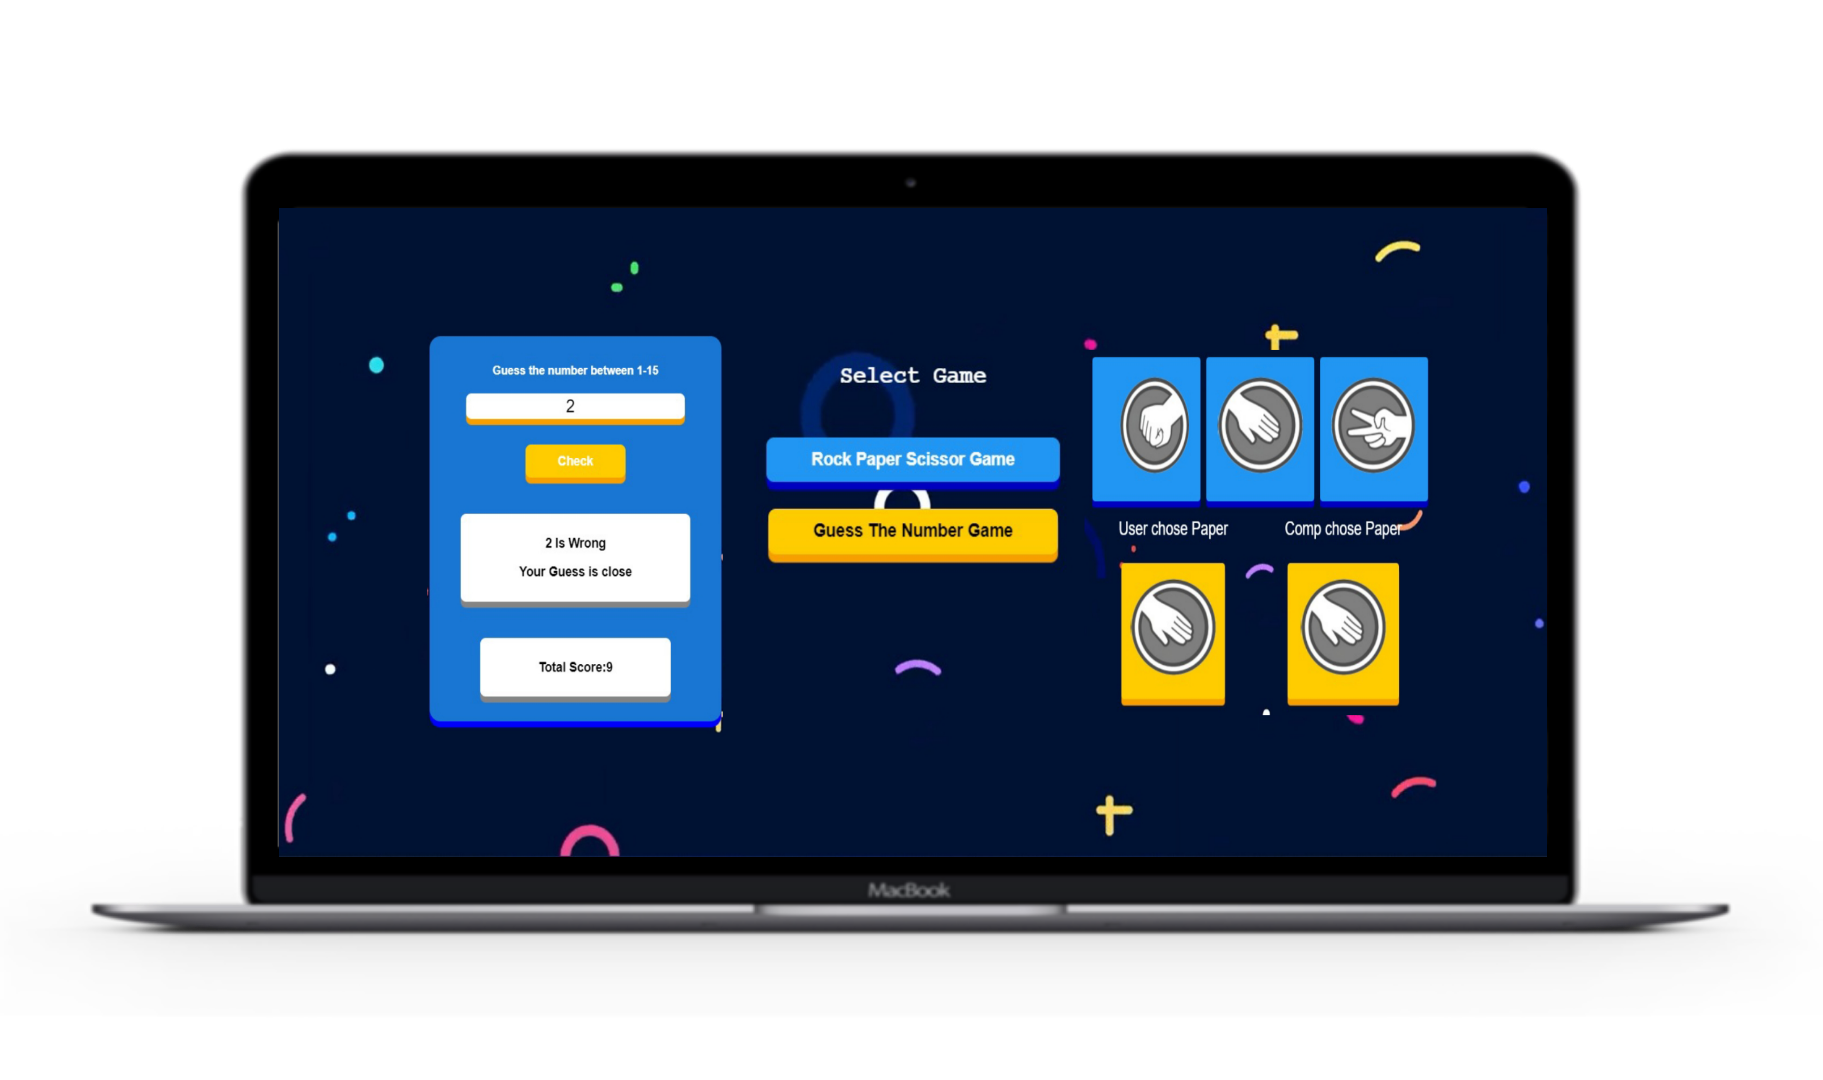 Guess the number between 1-15
2
Check
2 Is Wrong
Your Guess is close
Total Score:9
Select Game
Rock Paper Scissor Game
Guess The Number Game
User chose Paper
Comp chose Paper
MacBook